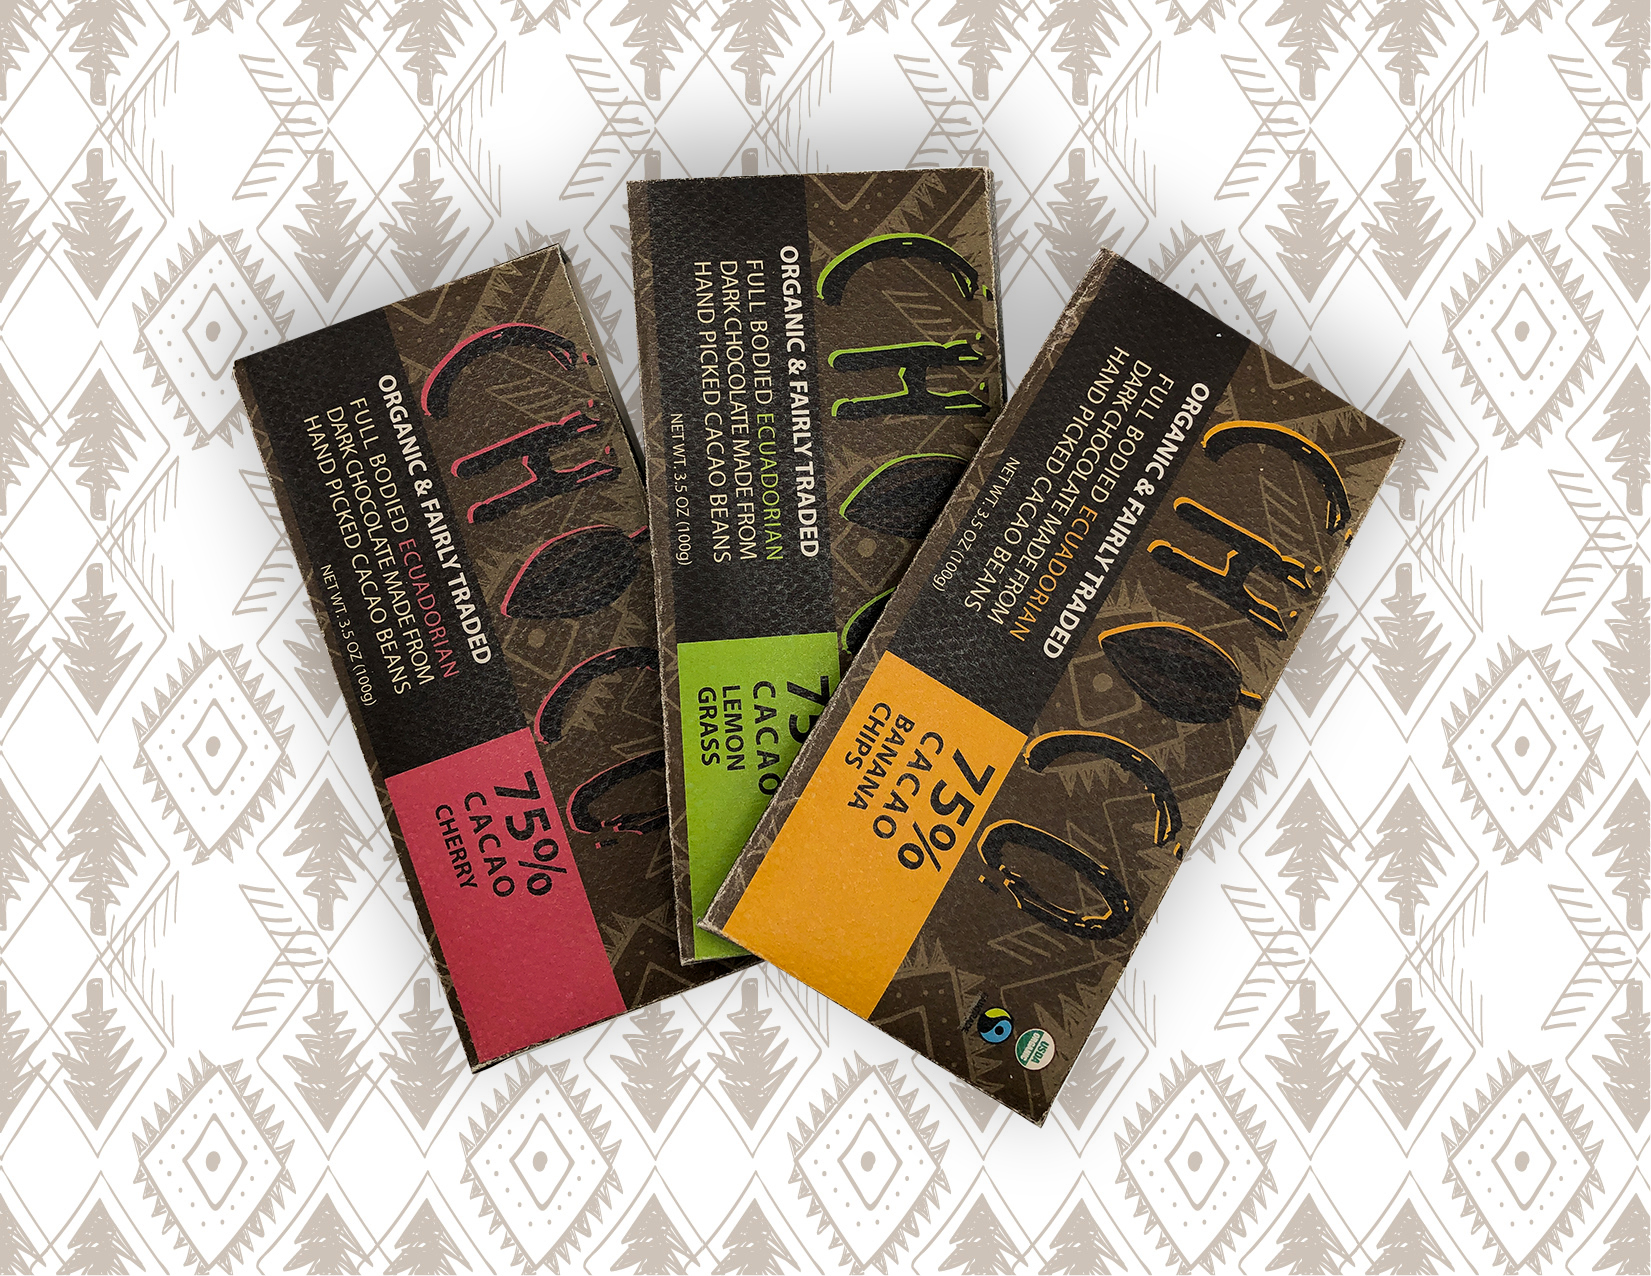 CHOCO
ORGANIC & FAIRLY TRADED
FULL BODIED ECUADORIAN
DARK CHOCOLATE MADE FROM
HAND PICKED CACAO BEANS
NET WT. 3.5 OZ (100g)
75%
CACAO
CHERRY
CHO
ORGANIC & FAIRLY TRADED
FULL BODIED ECUADORIAN
DARK CHOCOLATE MADE FROM
HAND PICKED CACAO BEANS
NET WT. 3.5 OZ (100g)
CACAO
LEMON
GRASS
CHOCO
ORGANIC & FAIRLY TRADED
FULL BODIED ECUADORIAN
DARK CHOCOLATE MADE FROM
HAND PICKED CACAO BEANS
NET WT. 3.5 OZ (100g)
75%
CACAO
BANANA
CHIPS
USDA
ORGANIC